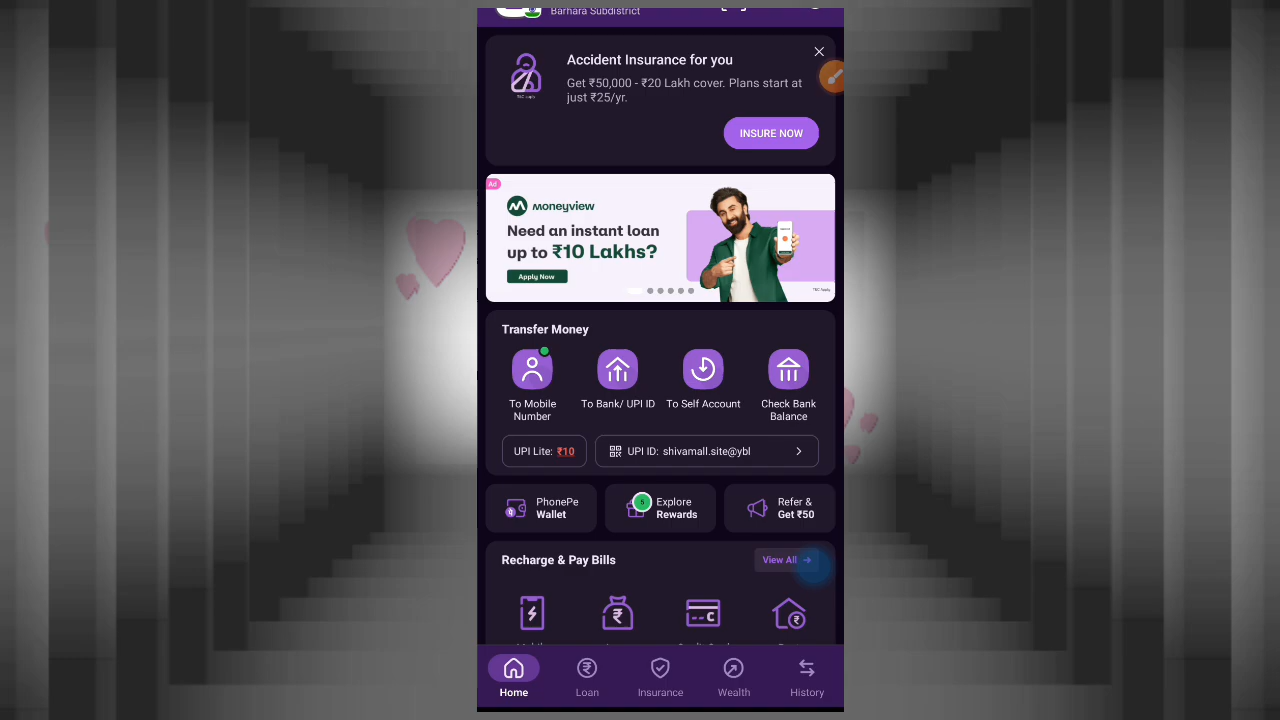 Barhara Subdistrict
Accident Insurance for you
Get ₹50,000 - ₹20 Lakh cover. Plans start at
just ₹25/yr.
INSURE NOW
Ad
moneyview
Need an instant loan
up to ₹10 Lakhs?
Apply Now
T&C Apply
Transfer Money
To Mobile
Number
To Bank/ UPI ID
To Self Account
Check Bank
Balance
UPI Lite: ₹10
UPI ID: shivamall.site@ybl
PhonePe
Wallet
Explore
Rewards
Refer &
Get ₹50
Recharge & Pay Bills
View All
Home
Loan
Insurance
Wealth
History